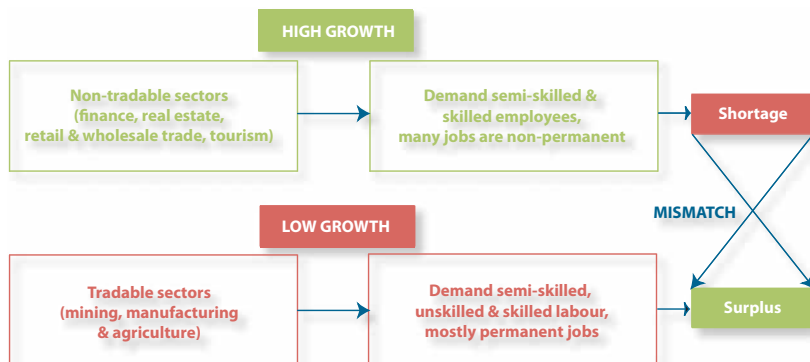 HIGH GROWTH
Non-tradable sectors
(finance, real estate,
retail & wholesale trade, tourism)
Demand semi-skilled &
skilled employees,
many jobs are non-permanent
Shortage
MISMATCH
LOW GROWTH
Tradable sectors
(mining, manufacturing
& agriculture)
Demand semi-skilled,
unskilled & skilled labour,
mostly permanent jobs
Surplus